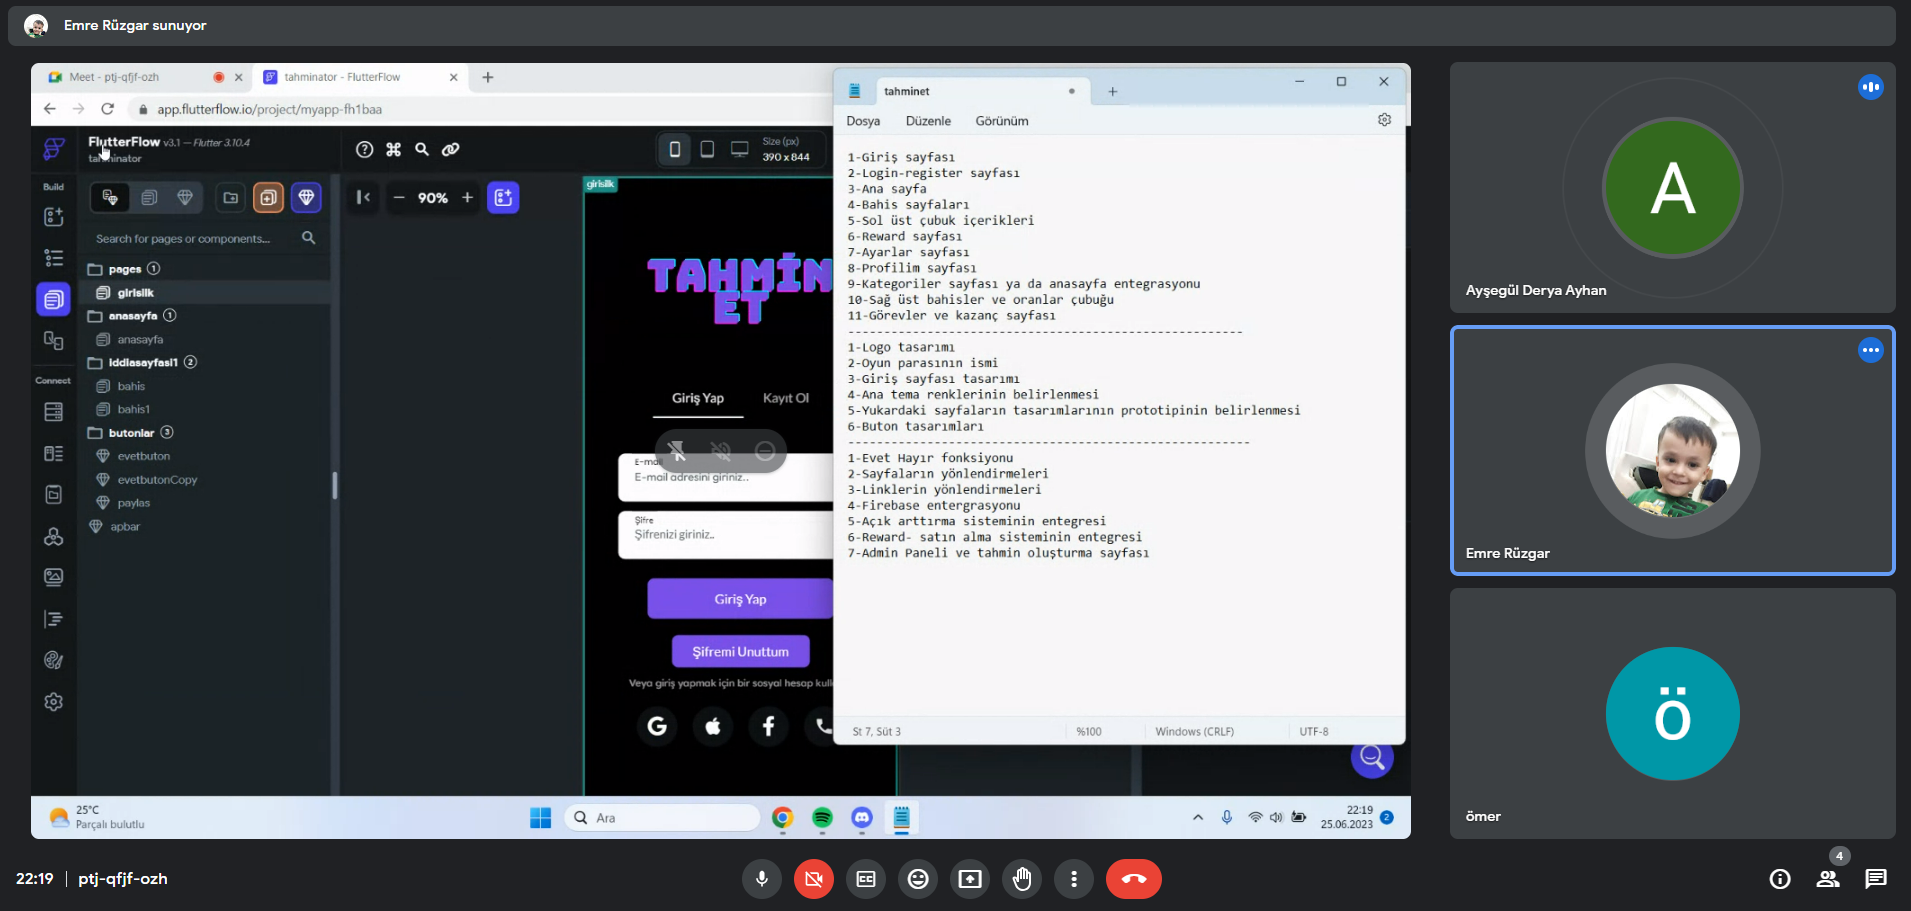 Emre Rüzgar sunuyor
Meet - ptj-qfjf-ozh
tahminator - FlutterFlow
app.flutterflow.io/project/myapp-fh1baa
FlutterFlow v3.1 — Flutter 3.10.4
tahminator
Size (px)
390 x 844
Build
90%
Search for pages or components...
pages 1
girisilk
anasayfa 1
anasayfa
iddiasayfasi1 2
bahis
bahis1
butonlar 3
evetbuton
evetbutonCopy
paylas
apbar
Connect
girisilk
TAHMİN
ET
Giriş Yap
Kayıt Ol
E-mail
E-mail adresini giriniz..
Şifre
Şifrenizi giriniz..
Giriş Yap
Şifremi Unuttum
Veya giriş yapmak için bir sosyal hesap kull
tahminet
Dosya Düzenle Görünüm
1-Giriş sayfası
2-Login-register sayfası
3-Ana sayfa
4-Bahis sayfaları
5-Sol üst çubuk içerikleri
6-Reward sayfası
7-Ayarlar sayfası
8-Profilim sayfası
9-Kategoriler sayfası ya da anasayfa entegrasyonu
10-Sağ üst bahisler ve oranlar çubuğu
11-Görevler ve kazanç sayfası
-------------------------------------------------------
1-Logo tasarımı
2-Oyun parasının ismi
3-Giriş sayfası tasarımı
4-Ana tema renklerinin belirlenmesi
5-Yukardaki sayfaların tasarımlarının prototipinin belirlenmesi
6-Buton tasarımları
--------------------------------------------------------
1-Evet Hayır fonksiyonu
2-Sayfaların yönlendirmeleri
3-Linklerin yönlendirmeleri
4-Firebase entergrasyonu
5-Açık arttırma sisteminin entegresi
6-Reward- satın alma sisteminin entegresi
7-Admin Paneli ve tahmin oluşturma sayfası
St 7, Süt 3
%100
Windows (CRLF)
UTF-8
25°C
Parçalı bulutlu
Ara
22:19
25.06.2023
2
A
Ayşegül Derya Ayhan
Emre Rüzgar
ö
ömer
22:19 | ptj-qfjf-ozh
CC
4